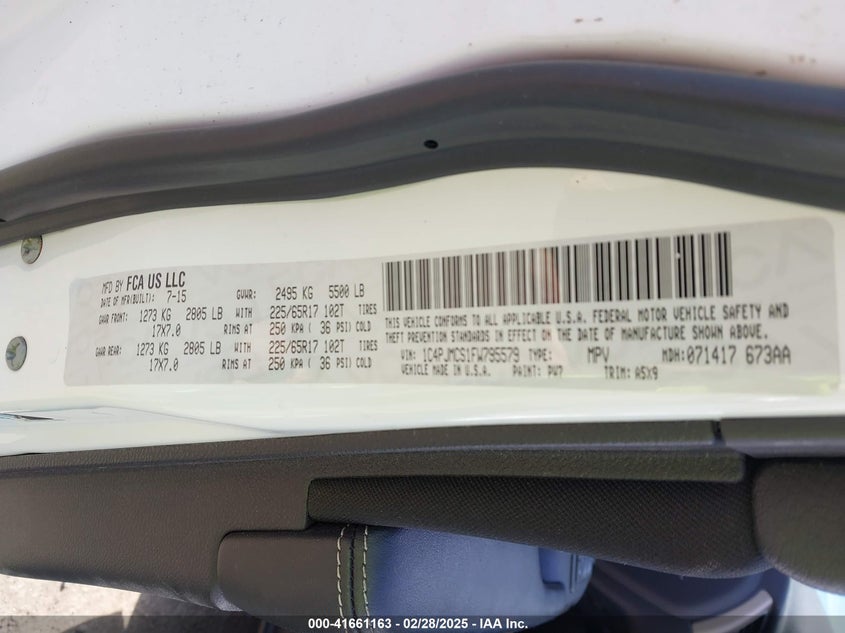 MFD BY FCA US LLC
DATE OF MFR(BUILT): 7-15 GVWR: 2495 KG 5500 LB
GAWR FRONT: 1273 KG 2805 LB WITH 225/65R17 102T TIRES
17X7.0 RIMS AT 250 KPA ( 36 PSI) COLD
GAWR REAR: 1273 KG 2805 LB WITH 225/65R17 102T TIRES
17X7.0 RIMS AT 250 KPA ( 36 PSI) COLD
THIS VEHICLE CONFORMS TO ALL APPLICABLE U.S.A. FEDERAL MOTOR VEHICLE SAFETY AND
THEFT PREVENTION STANDARDS IN EFFECT ON THE DATE OF MANUFACTURE SHOWN ABOVE.
VIN: 1C4PJMCS1FW795579 TYPE: MPV MDH: 071417 673AA
VEHICLE MADE IN U.S.A. PAINT: PW7 TRIM: A5X9
000-41661163 - 02/28/2025 - IAA Inc.